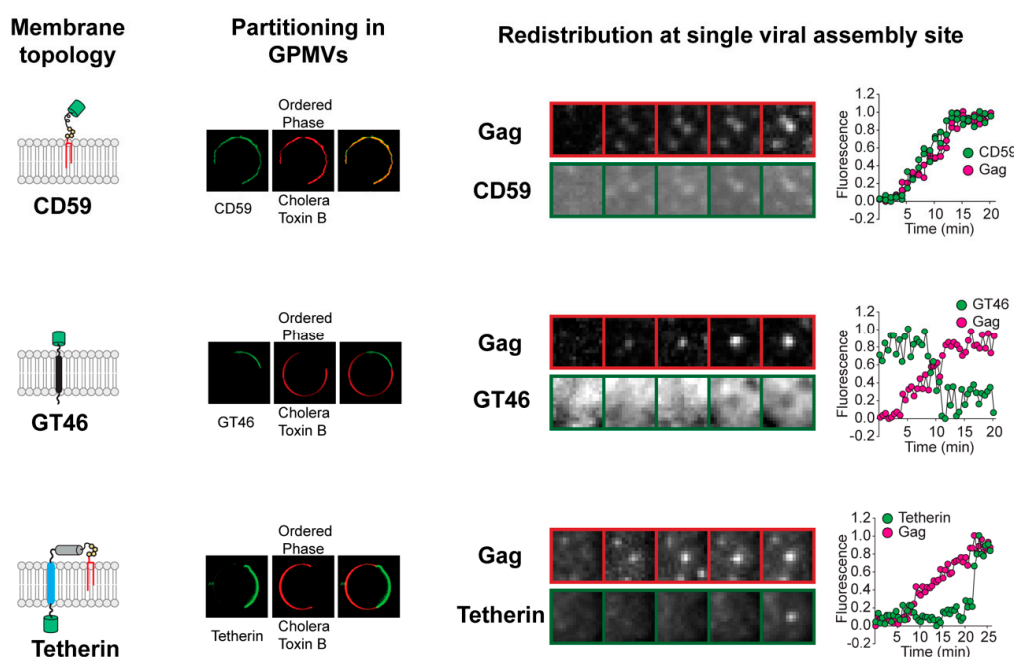 Membrane
topology
Partitioning in
GPMVs
Redistribution at single viral assembly site
CD59
Ordered
Phase
CD59
Cholera
Toxin B
Gag
CD59
Fluorescence
1.2
1.0
0.8
0.6
0.4
0.2
0.0
-0.2
CD59
Gag
5 10 15 20
Time (min)
GT46
Ordered
Phase
GT46
Cholera
Toxin B
Gag
GT46
GT46
Gag
Fluorescence
1.2
1.0
0.8
0.6
0.4
0.2
0.0
-0.2
5 10 15 20
Time (min)
Tetherin
Ordered
Phase
Tetherin
Cholera
Toxin B
Gag
Tetherin
Tetherin
Gag
Fluorescence
1.2
1.0
0.8
0.6
0.4
0.2
0.0
-0.2
5 10 15 20 25
Time (min)